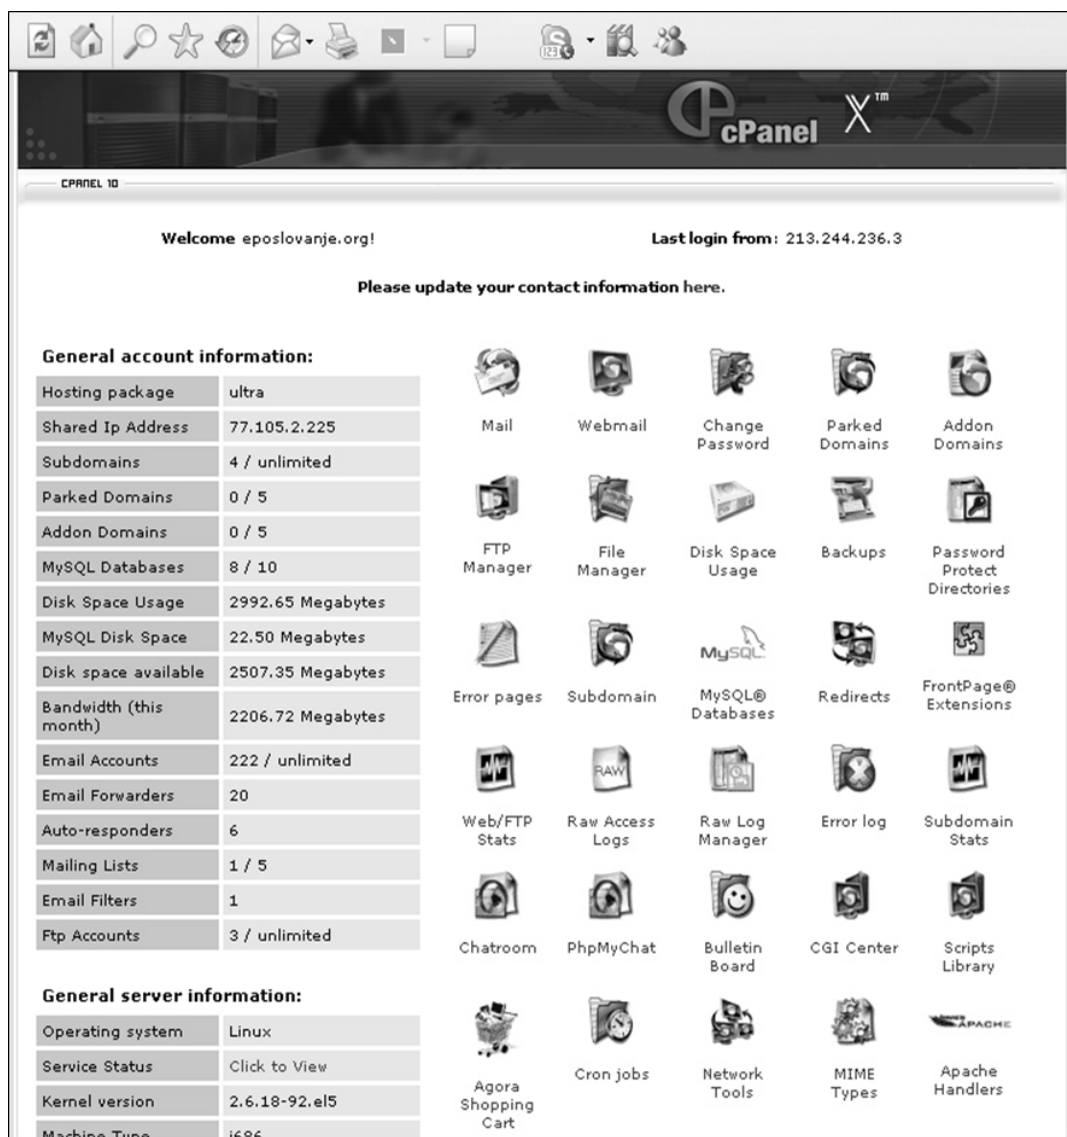 cPanel X™
CPANEL 10
Welcome eposlovanje.org!
Last login from: 213.244.236.3
Please update your contact information here.
General account information:
Hosting package ultra
Shared Ip Address 77.105.2.225
Subdomains 4 / unlimited
Parked Domains 0 / 5
Addon Domains 0 / 5
MySQL Databases 8 / 10
Disk Space Usage 2992.65 Megabytes
MySQL Disk Space 22.50 Megabytes
Disk space available 2507.35 Megabytes
Bandwidth (this
month) 2206.72 Megabytes
Email Accounts 222 / unlimited
Email Forwarders 20
Auto-responders 6
Mailing Lists 1 / 5
Email Filters 1
Ftp Accounts 3 / unlimited
General server information:
Operating system Linux
Service Status Click to View
Kernel version 2.6.18-92.el5
Machine Type i686
Mail
Webmail
Change
Password
Parked
Domains
Addon
Domains
FTP
Manager
File
Manager
Disk Space
Usage
Backups
Password
Protect
Directories
Error pages
Subdomain
MySQL
MySQL®
Databases
Redirects
FrontPage®
Extensions
Web/FTP
Stats
RAW
Raw Access
Logs
Raw Log
Manager
Error log
Subdomain
Stats
Chatroom
PhpMyChat
Bulletin
Board
CGI Center
Scripts
Library
Agora
Shopping
Cart
Cron jobs
Network
Tools
MIME
Types
APACHE
Apache
Handlers